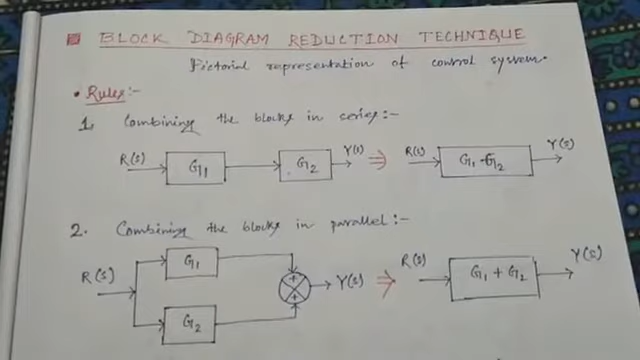 BLOCK DIAGRAM REDUCTION TECHNIQUE
Pictorial representation of control system.
• Rules:-
1. Combining the blocks in series:-
R(s) G1 G2 Y(s) ⇒ R(s) G1 · G2 Y(s)
2. Combining the blocks in parallel:-
R(s) G1 G2 + + Y(s) ⇒ R(s) G1 + G2 Y(s)